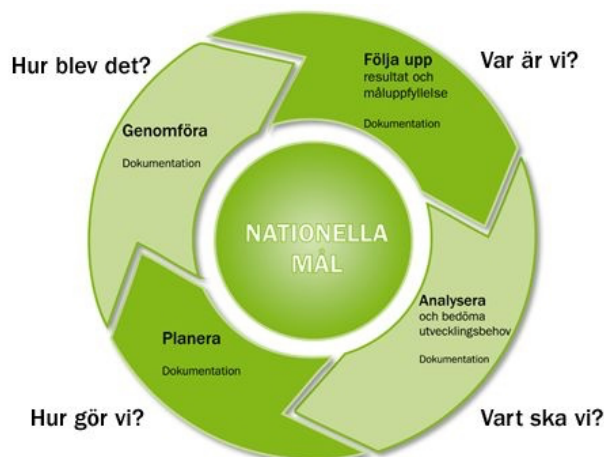 Hur blev det?
Var är vi?
Följa upp
resultat och
måluppfyllelse
Dokumentation
Genomföra
Dokumentation
NATIONELLA
MÅL
Analysera
och bedöma
utvecklingsbehov
Dokumentation
Planera
Dokumentation
Hur gör vi?
Vart ska vi?